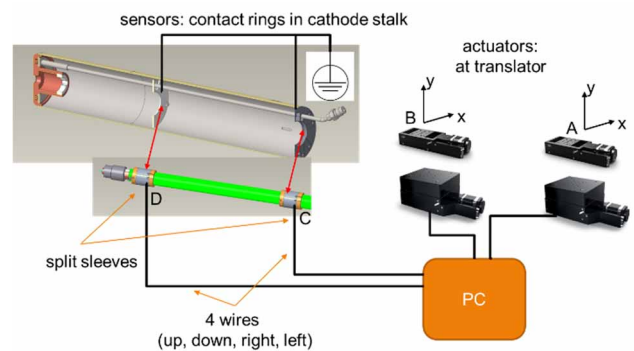 sensors: contact rings in cathode stalk
actuators:
at translator
y
B
x
y
A
x
D
C
split sleeves
PC
4 wires
(up, down, right, left)